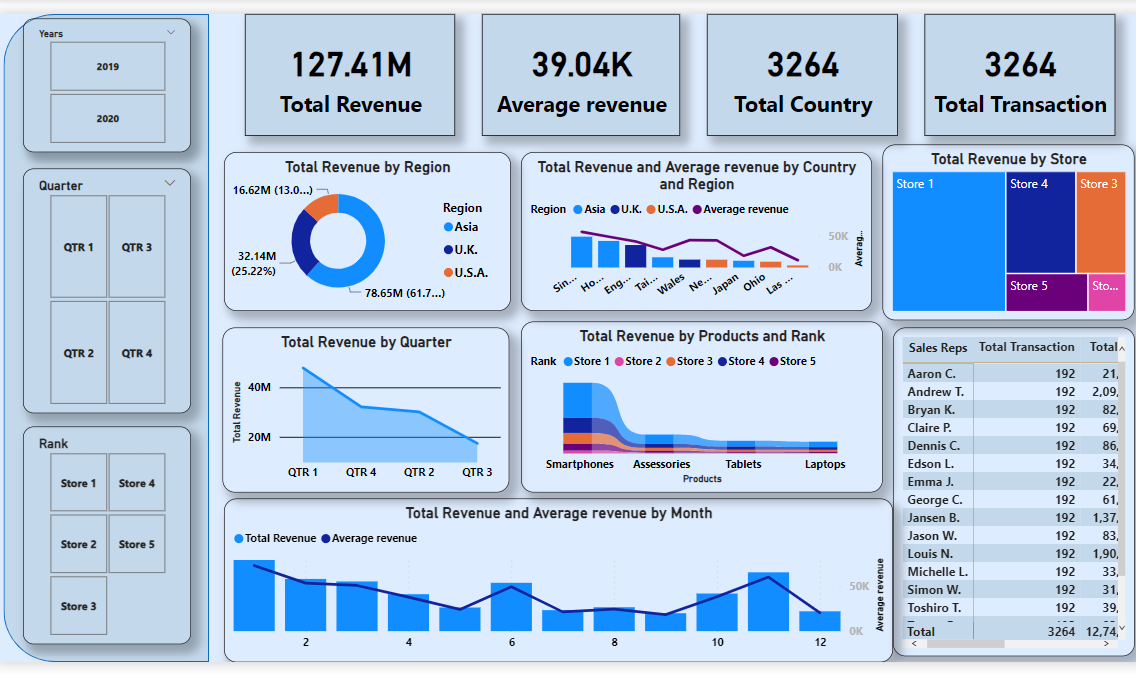 Years
2019
2020
Quarter
QTR 1
QTR 3
QTR 2
QTR 4
Rank
Store 1
Store 4
Store 2
Store 5
Store 3
127.41M
Total Revenue
39.04K
Average revenue
3264
Total Country
3264
Total Transaction
Total Revenue by Region
16.62M (13.0...)
32.14M
(25.22%)
78.65M (61.7...)
Region
Asia
U.K.
U.S.A.
Total Revenue and Average revenue by Country
and Region
Region Asia U.K. U.S.A. Average revenue
50K
0K
Averag...
Sin...
Ho...
Eng...
Tai...
Wales
Ne...
Japan
Ohio
Las ...
Total Revenue by Store
Store 1
Store 4
Store 3
Store 5
Sto...
Total Revenue by Quarter
Total Revenue
40M
20M
QTR 1 QTR 4 QTR 2 QTR 3
Total Revenue by Products and Rank
Rank Store 1 Store 2 Store 3 Store 4 Store 5
Smartphones Assessories Tablets Laptops
Products
Total Revenue and Average revenue by Month
Total Revenue Average revenue
50K
0K
Average revenue
2 4 6 8 10 12
Sales Reps Total Transaction Total
Aaron C. 192 21,
Andrew T. 192 2,09,
Bryan K. 192 82,
Claire P. 192 69,
Dennis C. 192 86,
Edson L. 192 34,
Emma J. 192 22,
George C. 192 61,
Jansen B. 192 1,37,
Jason W. 192 83,
Louis N. 192 1,90,
Michelle L. 192 33,
Simon W. 192 31,
Toshiro T. 192 39,
Total 3264 12,74,